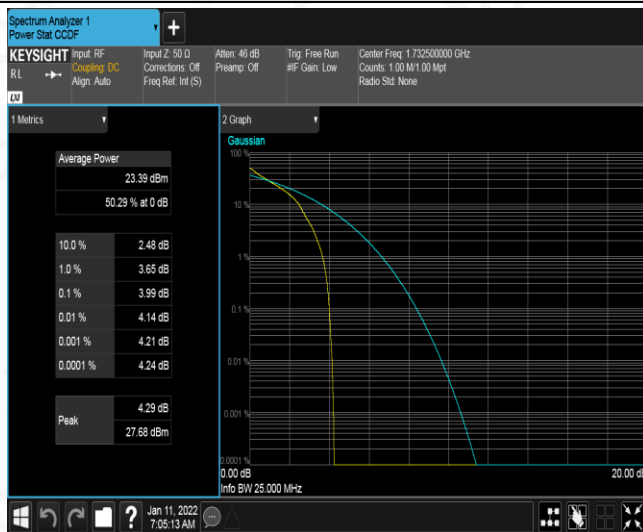 Spectrum Analyzer 1
Power Stat CCDF
+
KEYSIGHT
RL
LXI
Input: RF
Coupling: DC
Align: Auto
Input Z: 50 Ω
Corrections: Off
Freq Ref: Int (S)
Atten: 46 dB
Preamp: Off
Trig: Free Run
#IF Gain: Low
Center Freq: 1.732500000 GHz
Counts: 1.00 M/1.00 Mpt
Radio Std: None
1 Metrics
Average Power
23.39 dBm
50.29 % at 0 dB
10.0 % 2.48 dB
1.0 % 3.65 dB
0.1 % 3.99 dB
0.01 % 4.14 dB
0.001 % 4.21 dB
0.0001 % 4.24 dB
Peak
4.29 dB
27.68 dBm
2 Graph
Gaussian
100 %
10 %
1 %
0.1 %
0.01 %
0.001 %
0.0001 %
0.00 dB
20.00 dB
Info BW 25.000 MHz
?
Jan 11, 2022
7:05:13 AM